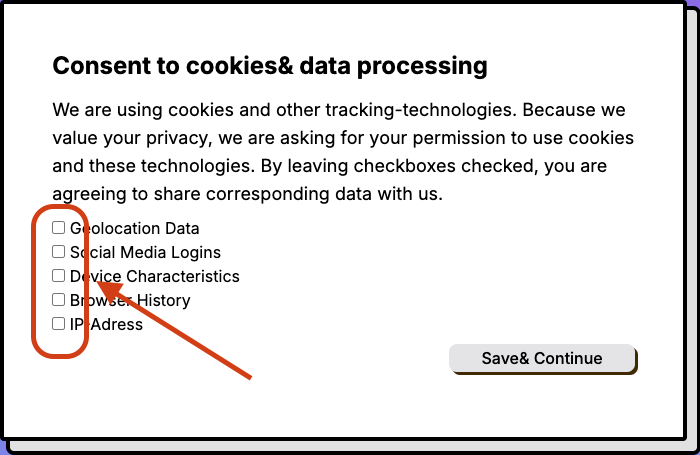 Consent to cookies& data processing
We are using cookies and other tracking-technologies. Because we
value your privacy, we are asking for your permission to use cookies
and these technologies. By leaving checkboxes checked, you are
agreeing to share corresponding data with us.
Geolocation Data
Social Media Logins
Device Characteristics
Browser History
IP-Adress
Save& Continue